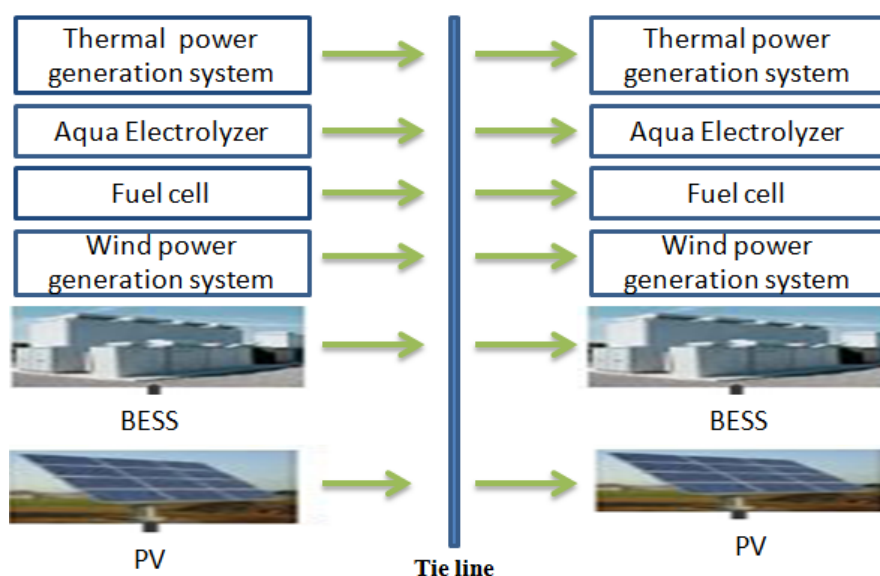 Thermal power
generation system
Thermal power
generation system
Aqua Electrolyzer
Aqua Electrolyzer
Fuel cell
Fuel cell
Wind power
generation system
Wind power
generation system
BESS
BESS
PV
PV
Tie line